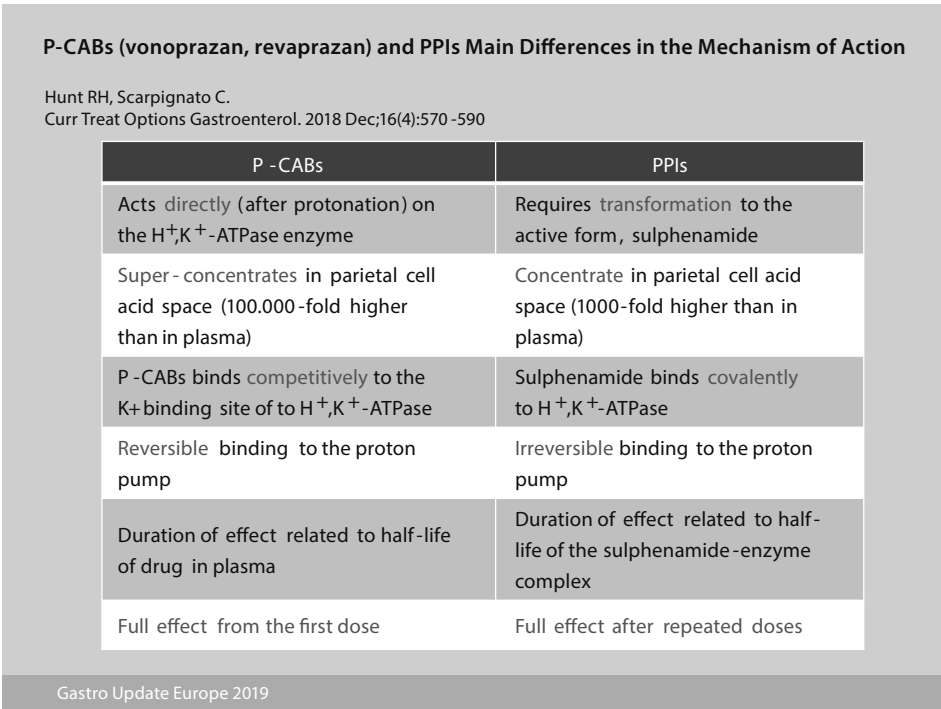 P-CABs (vonoprazan, revaprazan) and PPIs Main Differences in the Mechanism of Action
Hunt RH, Scarpignato C.
Curr Treat Options Gastroenterol. 2018 Dec;16(4):570-590
P-CABs
PPIs
Acts directly (after protonation) on
the H+,K+-ATPase enzyme
Requires transformation to the
active form, sulphenamide
Super-concentrates in parietal cell
acid space (100.000-fold higher
than in plasma)
Concentrate in parietal cell acid
space (1000-fold higher than in
plasma)
P-CABs binds competitively to the
K+binding site of to H+,K+-ATPase
Sulphenamide binds covalently
to H+,K+-ATPase
Reversible binding to the proton
pump
Irreversible binding to the proton
pump
Duration of effect related to half-life
of drug in plasma
Duration of effect related to half-
life of the sulphenamide-enzyme
complex
Full effect from the first dose
Full effect after repeated doses
Gastro Update Europe 2019